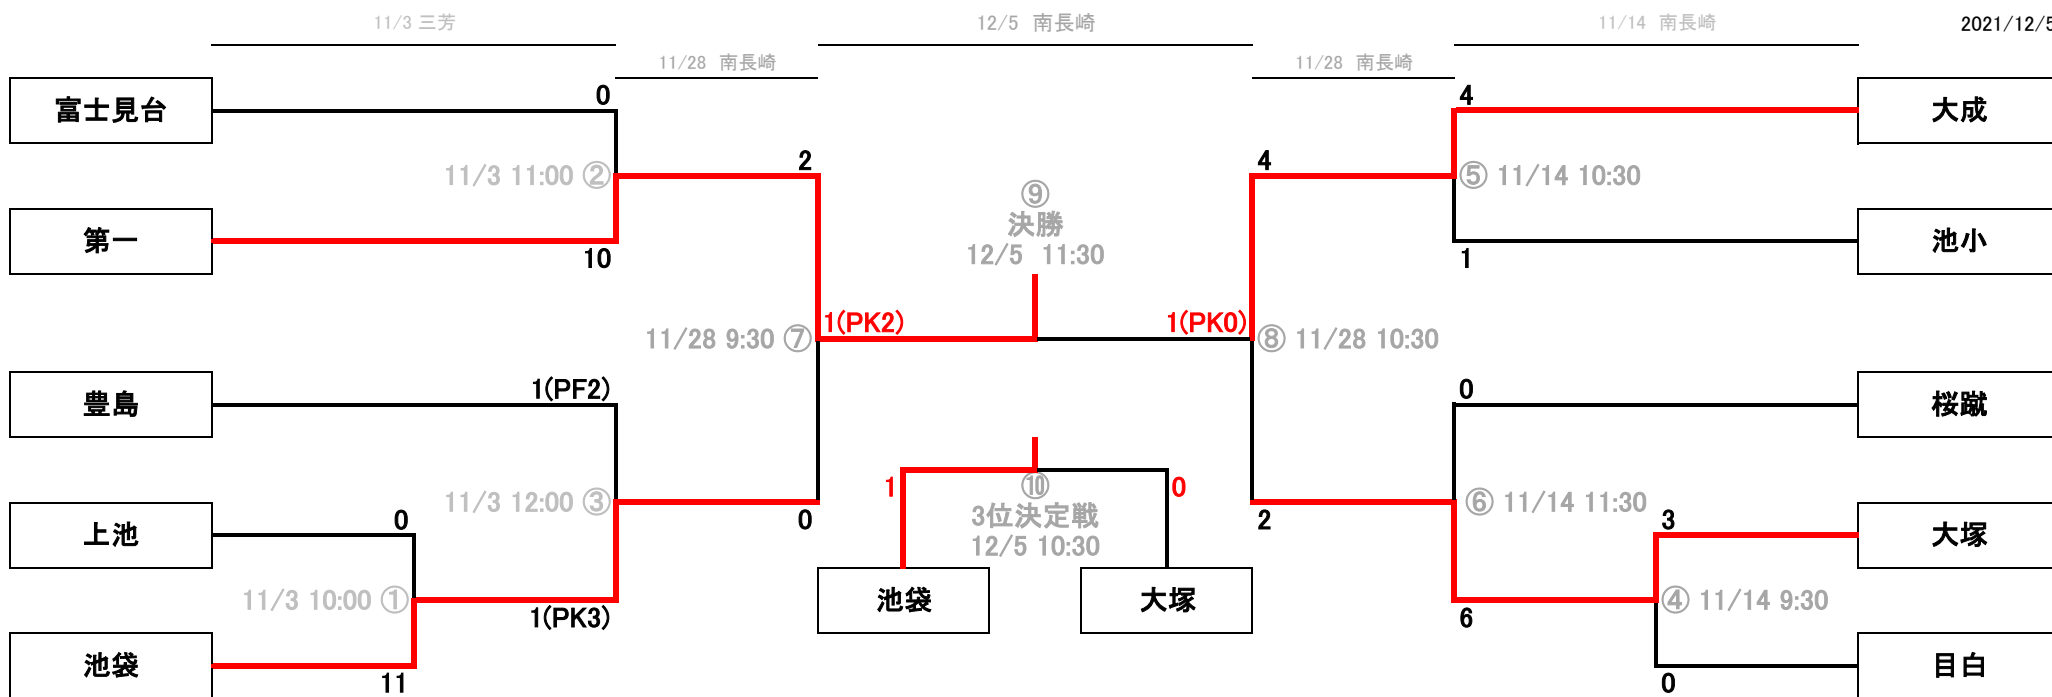 11/3 三芳
12/5 南長崎
11/14 南長崎
2021/12/5
11/28 南長崎
11/28 南長崎
富士見台
0
4
大成
2
4
11/3 11:00 ②
⑤ 11/14 10:30
⑨
決勝
12/5 11:30
第一
10
1
池小
11/28 9:30 ⑦
1(PK2)
1(PK0)
⑧ 11/28 10:30
豊島
1(PF2)
0
桜蹴
11/3 12:00 ③
1
⑩
0
⑥ 11/14 11:30
3位決定戦
12/5 10:30
上池
0
0
2
3
大塚
11/3 10:00 ①
1(PK3)
池袋
大塚
6
④ 11/14 9:30
池袋
11
0
目白